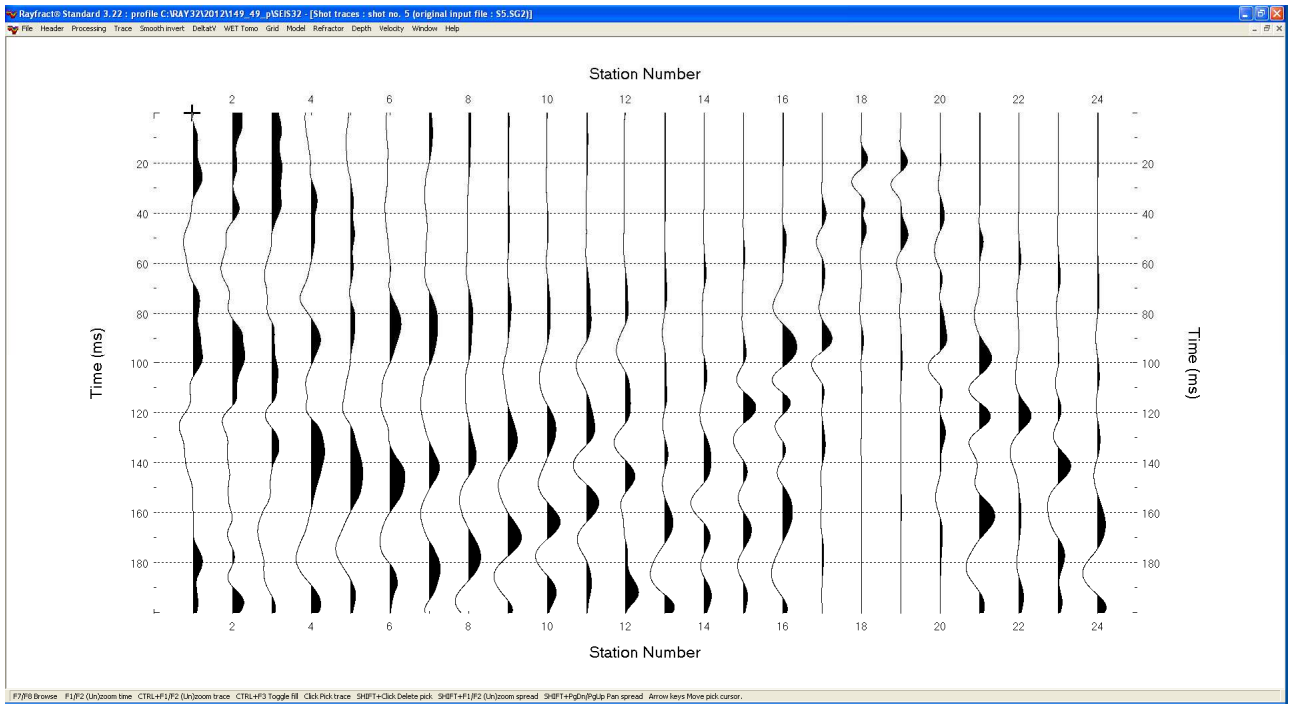 Rayfract® Standard 3.22 : profile C:\RAY32\2012\149_49_p\SEIS32 - [Shot traces : shot no. 5 (original input file : S5.SG2)]
File Header Processing Trace Smooth invert DeltatV WET Tomo Grid Model Refractor Depth Velocity Window Help
Station Number
2 4 6 8 10 12 14 16 18 20 22 24
20 20
40 40
60 60
80 80
Time (ms) Time (ms)
100 100
120 120
140 140
160 160
180 180
2 4 6 8 10 12 14 16 18 20 22 24
Station Number
F7/F8 Browse F1/F2 (Un)zoom time CTRL+F1/F2 (Un)zoom trace CTRL+F3 Toggle fill Click Pick trace SHIFT+Click Delete pick SHIFT+F1/F2 (Un)zoom spread SHIFT+PgDn/PgUp Pan spread Arrow keys Move pick cursor.